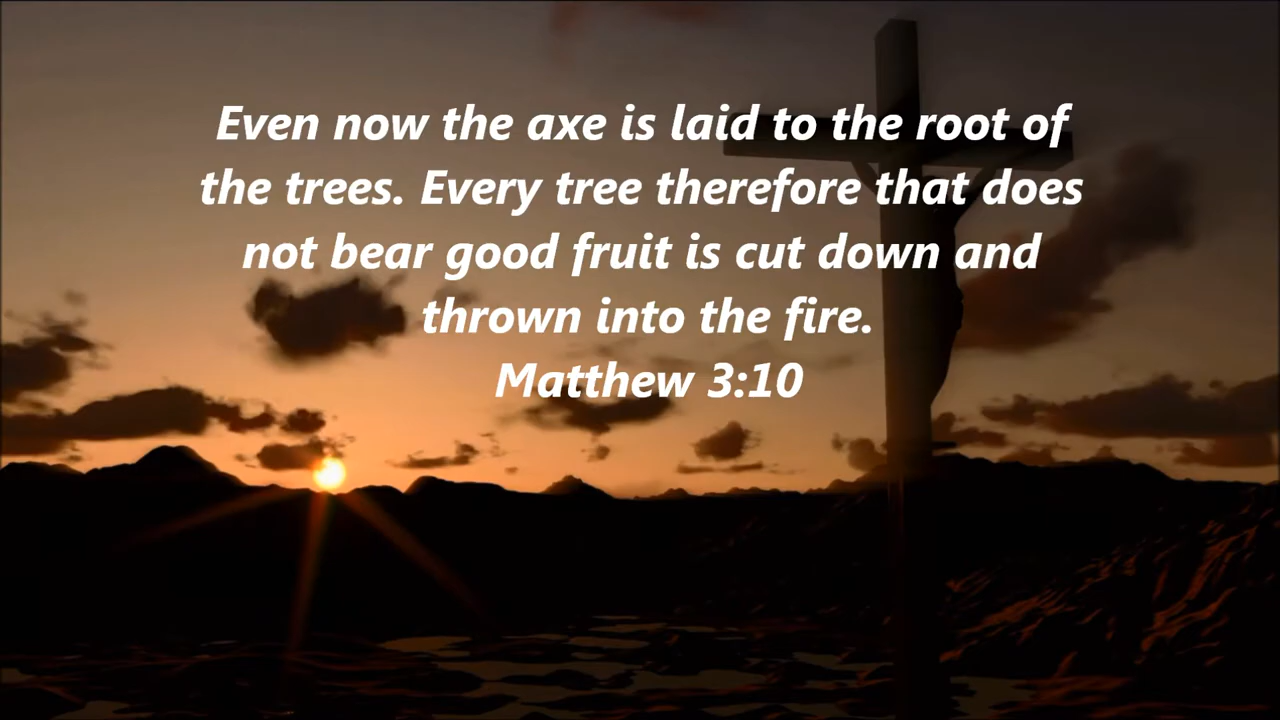 Even now the axe is laid to the root of
the trees. Every tree therefore that does
not bear good fruit is cut down and
thrown into the fire.
Matthew 3:10